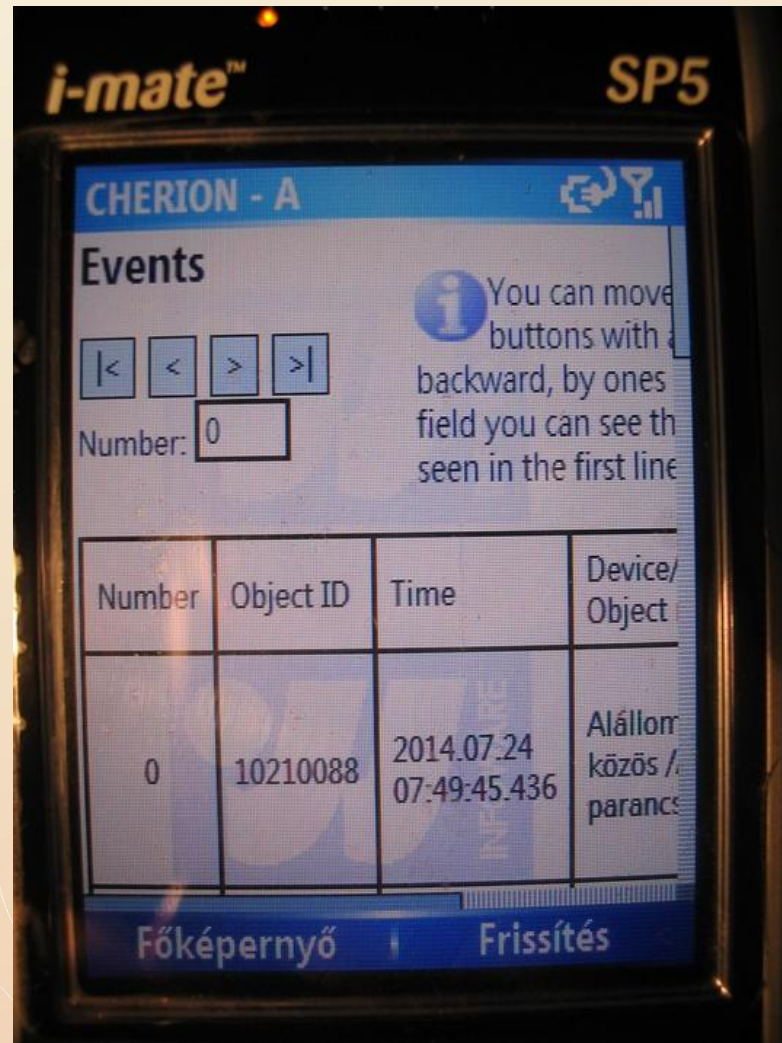 i-mate™ SP5
CHERION - A
Events
You can move
buttons with
backward, by ones
field you can see th
seen in the first line
|< < > >|
Number: 0
Number Object ID Time Device/
Object
0 10210088 2014.07.24
07:49:45.436
Alállom
közös /
parancs
Főképernyő Frissítés